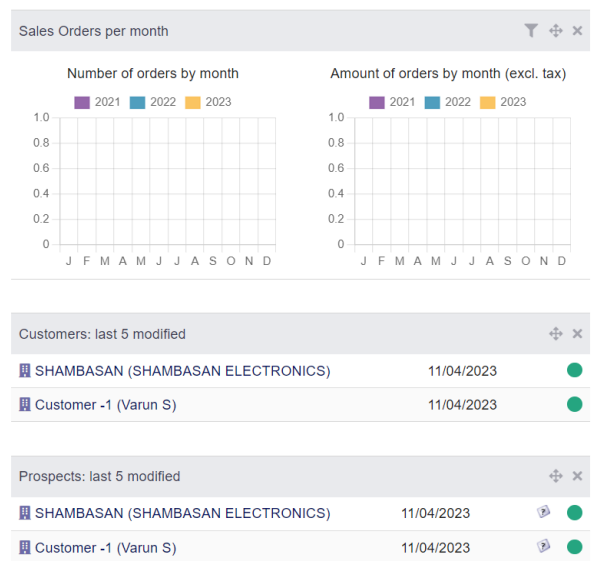 Sales Orders per month
Number of orders by month
2021 2022 2023
1.0
0.8
0.6
0.4
0.2
0
J F M A M J J A S O N D
Amount of orders by month (excl. tax)
2021 2022 2023
1.0
0.8
0.6
0.4
0.2
0
J F M A M J J A S O N D
Customers: last 5 modified
SHAMBASAN (SHAMBASAN ELECTRONICS) 11/04/2023
Customer -1 (Varun S) 11/04/2023
Prospects: last 5 modified
SHAMBASAN (SHAMBASAN ELECTRONICS) 11/04/2023 ?
Customer -1 (Varun S) 11/04/2023 ?